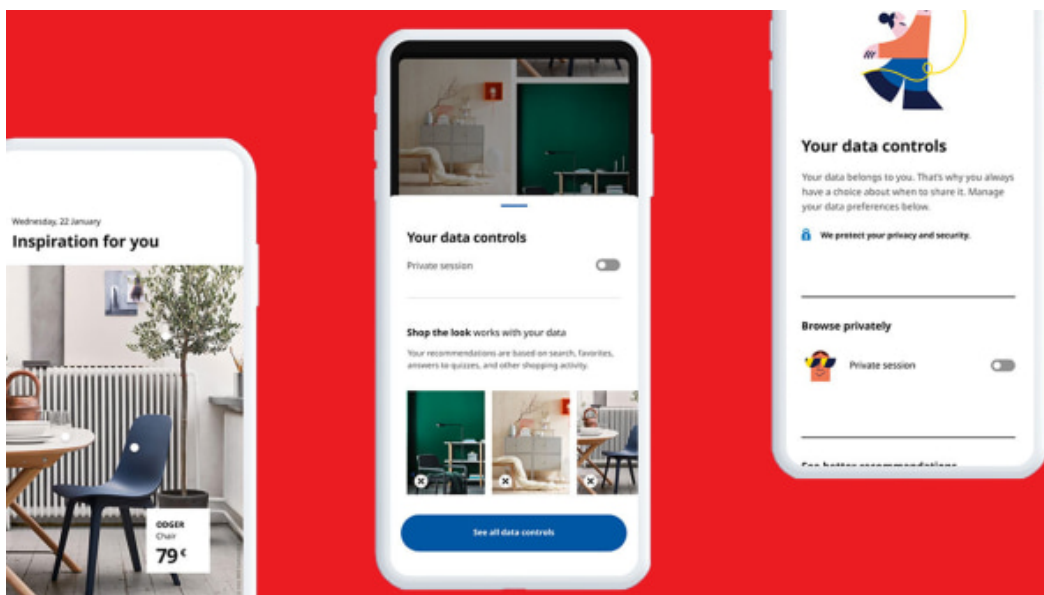 Wednesday, 22 January
Inspiration for you
ODGER
Chair
79 €
Your data controls
Private session
Shop the look works with your data
Your recommendations are based on search, favorites,
answers to quizzes, and other shopping activity.
See all data controls
Your data controls
Your data belongs to you. That's why you always
have a choice about when to share it. Manage
your data preferences below.
We protect your privacy and security.
Browse privately
Private session
For better recommendations